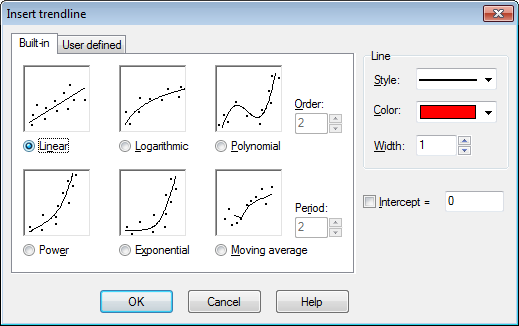 Insert trendline
Built-in User defined
Linear Logarithmic Polynomial
Order:
2
Power Exponential Moving average
Period:
2
Line
Style:
Color:
Width: 1
Intercept = 0
OK Cancel Help